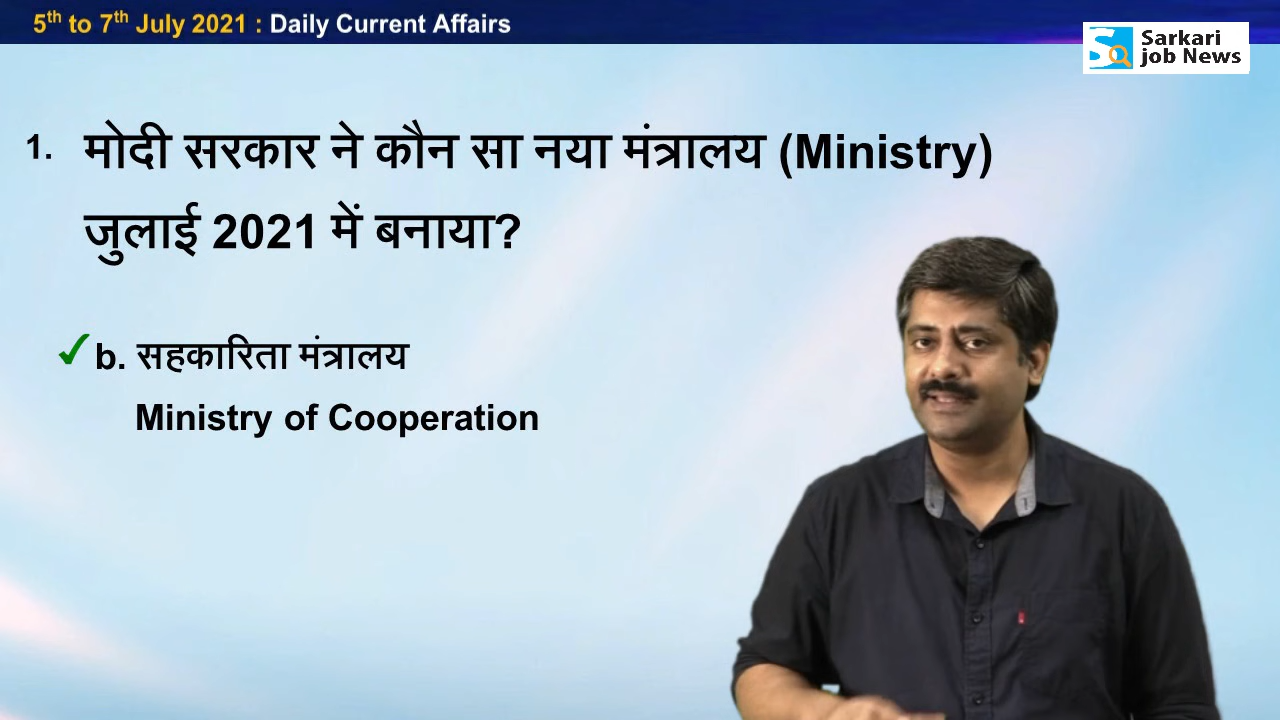 5th to 7th July 2021 : Daily Current Affairs
Sarkari
Job News
1. मोदी सरकार ने कौन सा नया मंत्रालय (Ministry)
जुलाई 2021 में बनाया?
✓b. सहकारिता मंत्रालय
Ministry of Cooperation